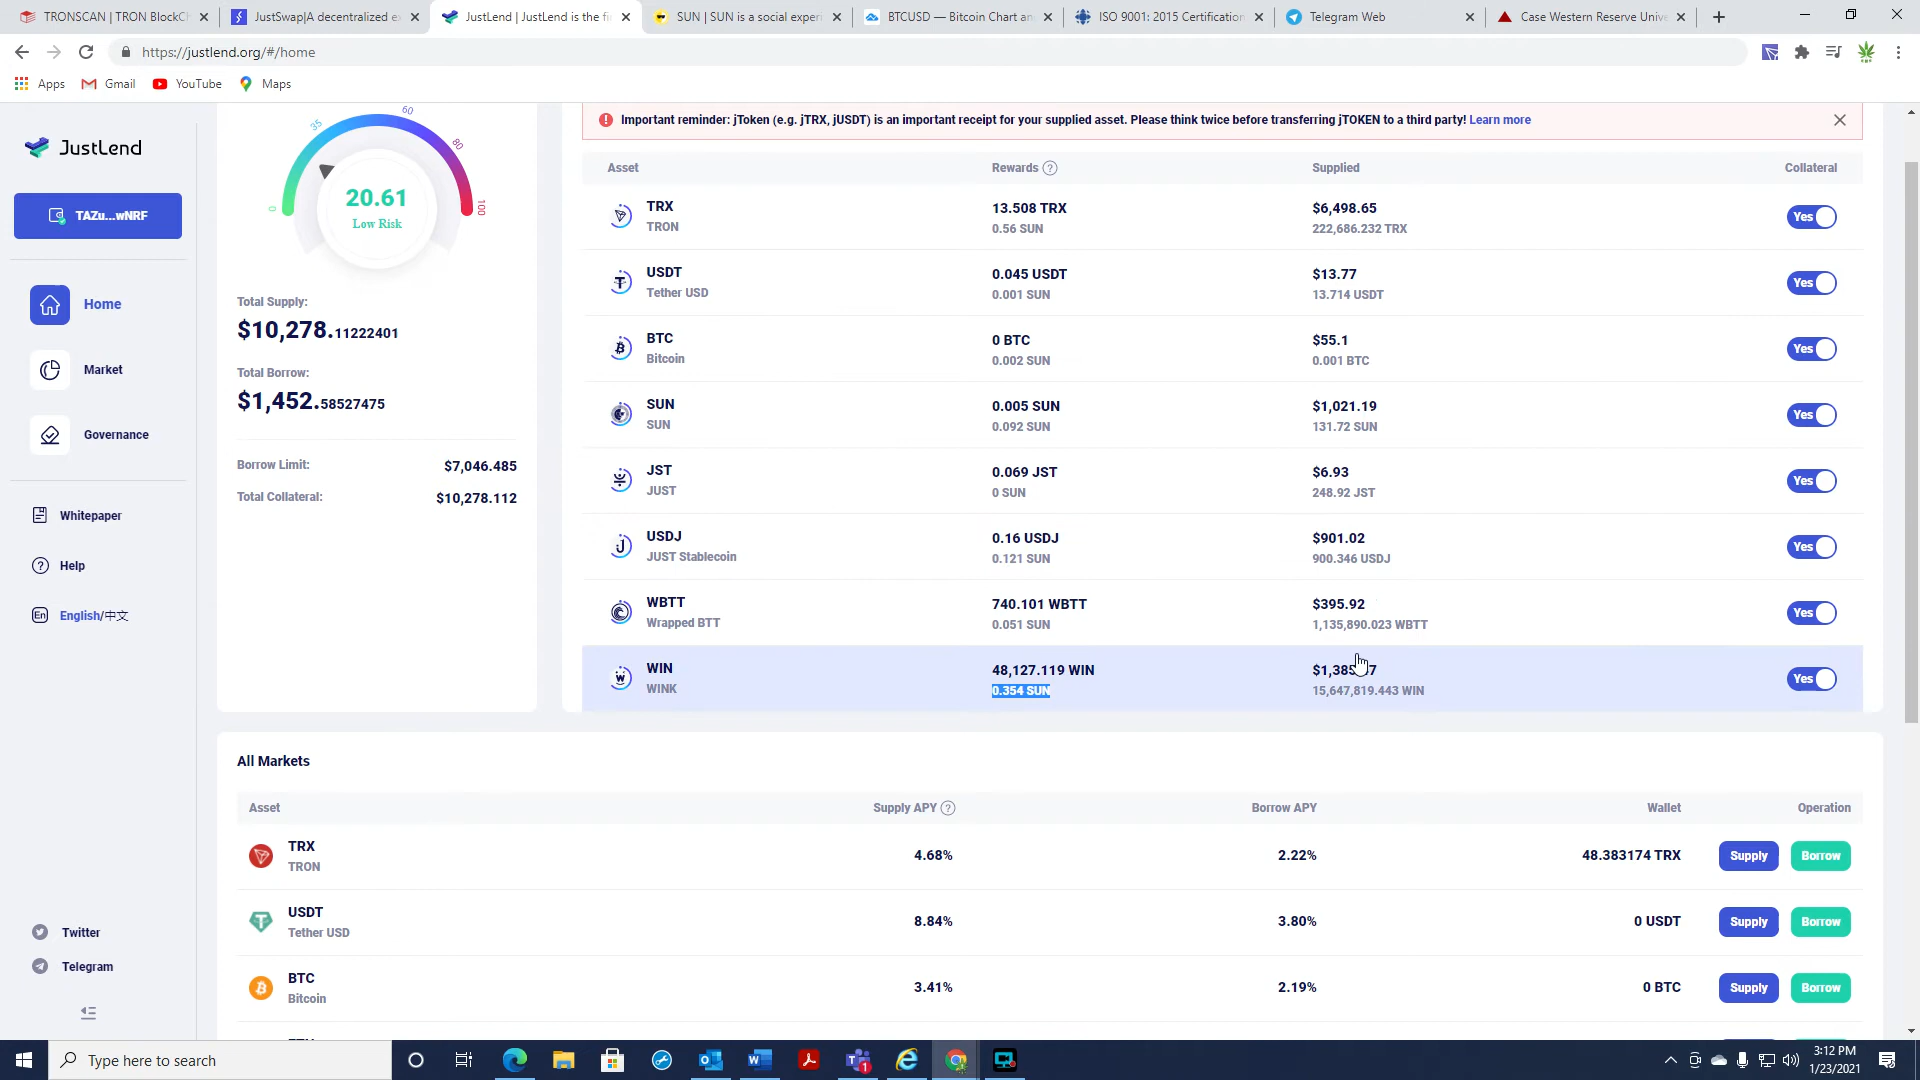 TRONSCAN | TRON BlockCh
JustSwap|A decentralized e
JustLend | JustLend is the fi
SUN | SUN is a social experi
BTCUSD — Bitcoin Chart an
ISO 9001: 2015 Certification
Telegram Web
Case Western Reserve Unive
https://justlend.org/#/home
Apps
Gmail
YouTube
Maps
JustLend
TAZu...wNRF
Home
Market
Governance
Whitepaper
Help
En English/中文
Twitter
Telegram
0
35
60
80
100
20.61
Low Risk
Total Supply:
$10,278.11222401
Total Borrow:
$1,452.58527475
Borrow Limit: $7,046.485
Total Collateral: $10,278.112
Important reminder: jToken (e.g. jTRX, jUSDT) is an important receipt for your supplied asset. Please think twice before transferring jTOKEN to a third party! Learn more
Asset Rewards ? Supplied Collateral
TRX 13.508 TRX $6,498.65 Yes
TRON 0.56 SUN 222,686.232 TRX
USDT 0.045 USDT $13.77 Yes
Tether USD 0.001 SUN 13.714 USDT
BTC 0 BTC $55.1 Yes
Bitcoin 0.002 SUN 0.001 BTC
SUN 0.005 SUN $1,021.19 Yes
SUN 0.092 SUN 131.72 SUN
JST 0.069 JST $6.93 Yes
JUST 0 SUN 248.92 JST
USDJ 0.16 USDJ $901.02 Yes
JUST Stablecoin 0.121 SUN 900.346 USDJ
WBTT 740.101 WBTT $395.92 Yes
Wrapped BTT 0.051 SUN 1,135,890.023 WBTT
WIN 48,127.119 WIN Yes
WINK 0.354 SUN 15,647,819.443 WIN
All Markets
Asset Supply APY ? Borrow APY Wallet Operation
TRX 4.68% 2.22% 48.383174 TRX Supply Borrow
TRON
USDT 8.84% 3.80% 0 USDT Supply Borrow
Tether USD
BTC 3.41% 2.19% 0 BTC Supply Borrow
Bitcoin
Type here to search
3:12 PM
1/23/2021